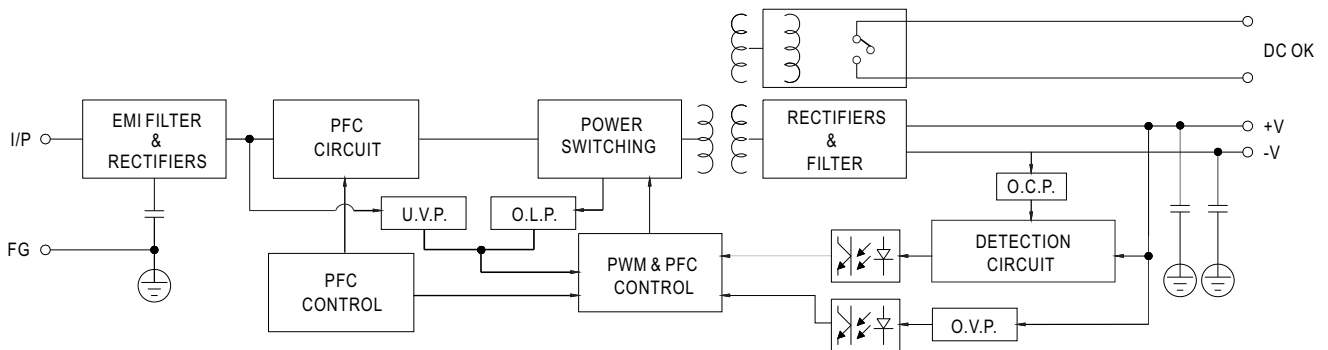 DC OK
I/P
EMI FILTER
&
RECTIFIERS
PFC
CIRCUIT
POWER
SWITCHING
RECTIFIERS
&
FILTER
+V
-V
U.V.P.
O.L.P.
O.C.P.
FG
PFC
CONTROL
PWM & PFC
CONTROL
DETECTION
CIRCUIT
O.V.P.